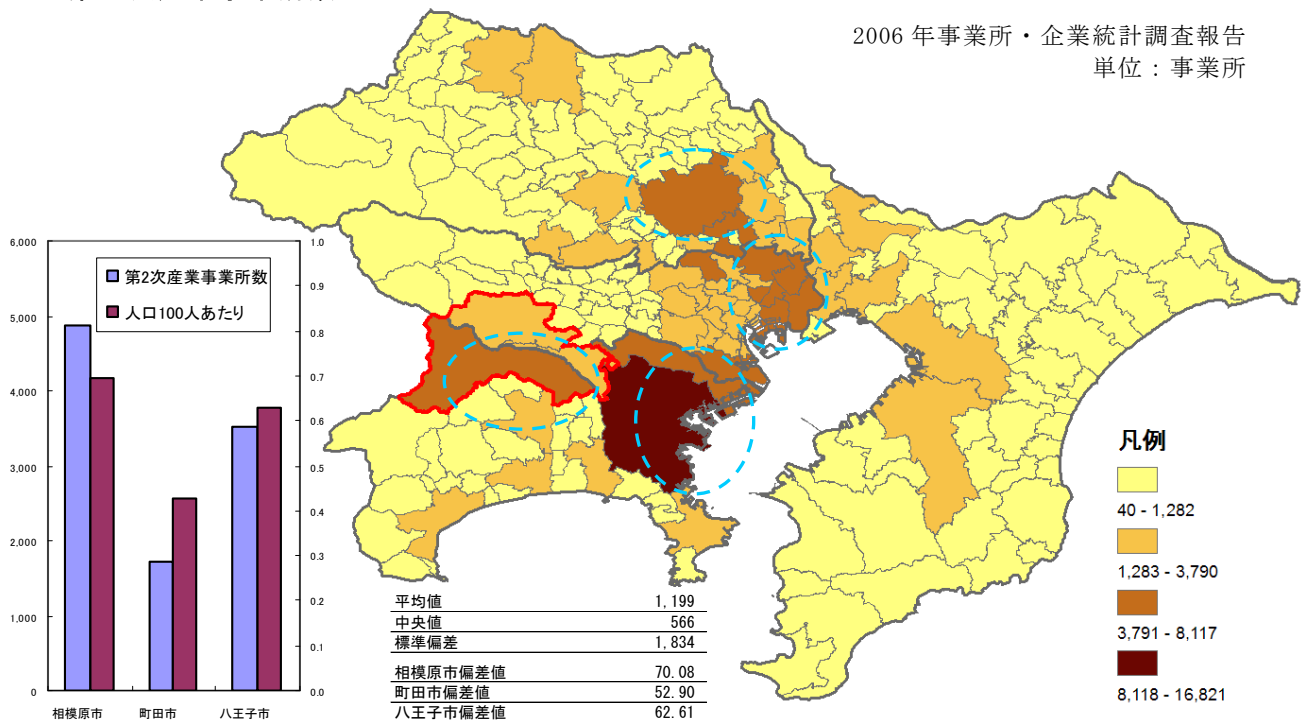 2006 年事業所・企業統計調査報告
単位：事業所
6,000
5,000
4,000
3,000
2,000
1,000
0
1.0
0.9
0.8
0.7
0.6
0.5
0.4
0.3
0.2
0.1
0.0
第2次産業事業所数
人口100人あたり
相模原市 町田市 八王子市
平均値 1,199
中央値 566
標準偏差 1,834
相模原市偏差値 70.08
町田市偏差値 52.90
八王子市偏差値 62.61
凡例
40 - 1,282
1,283 - 3,790
3,791 - 8,117
8,118 - 16,821